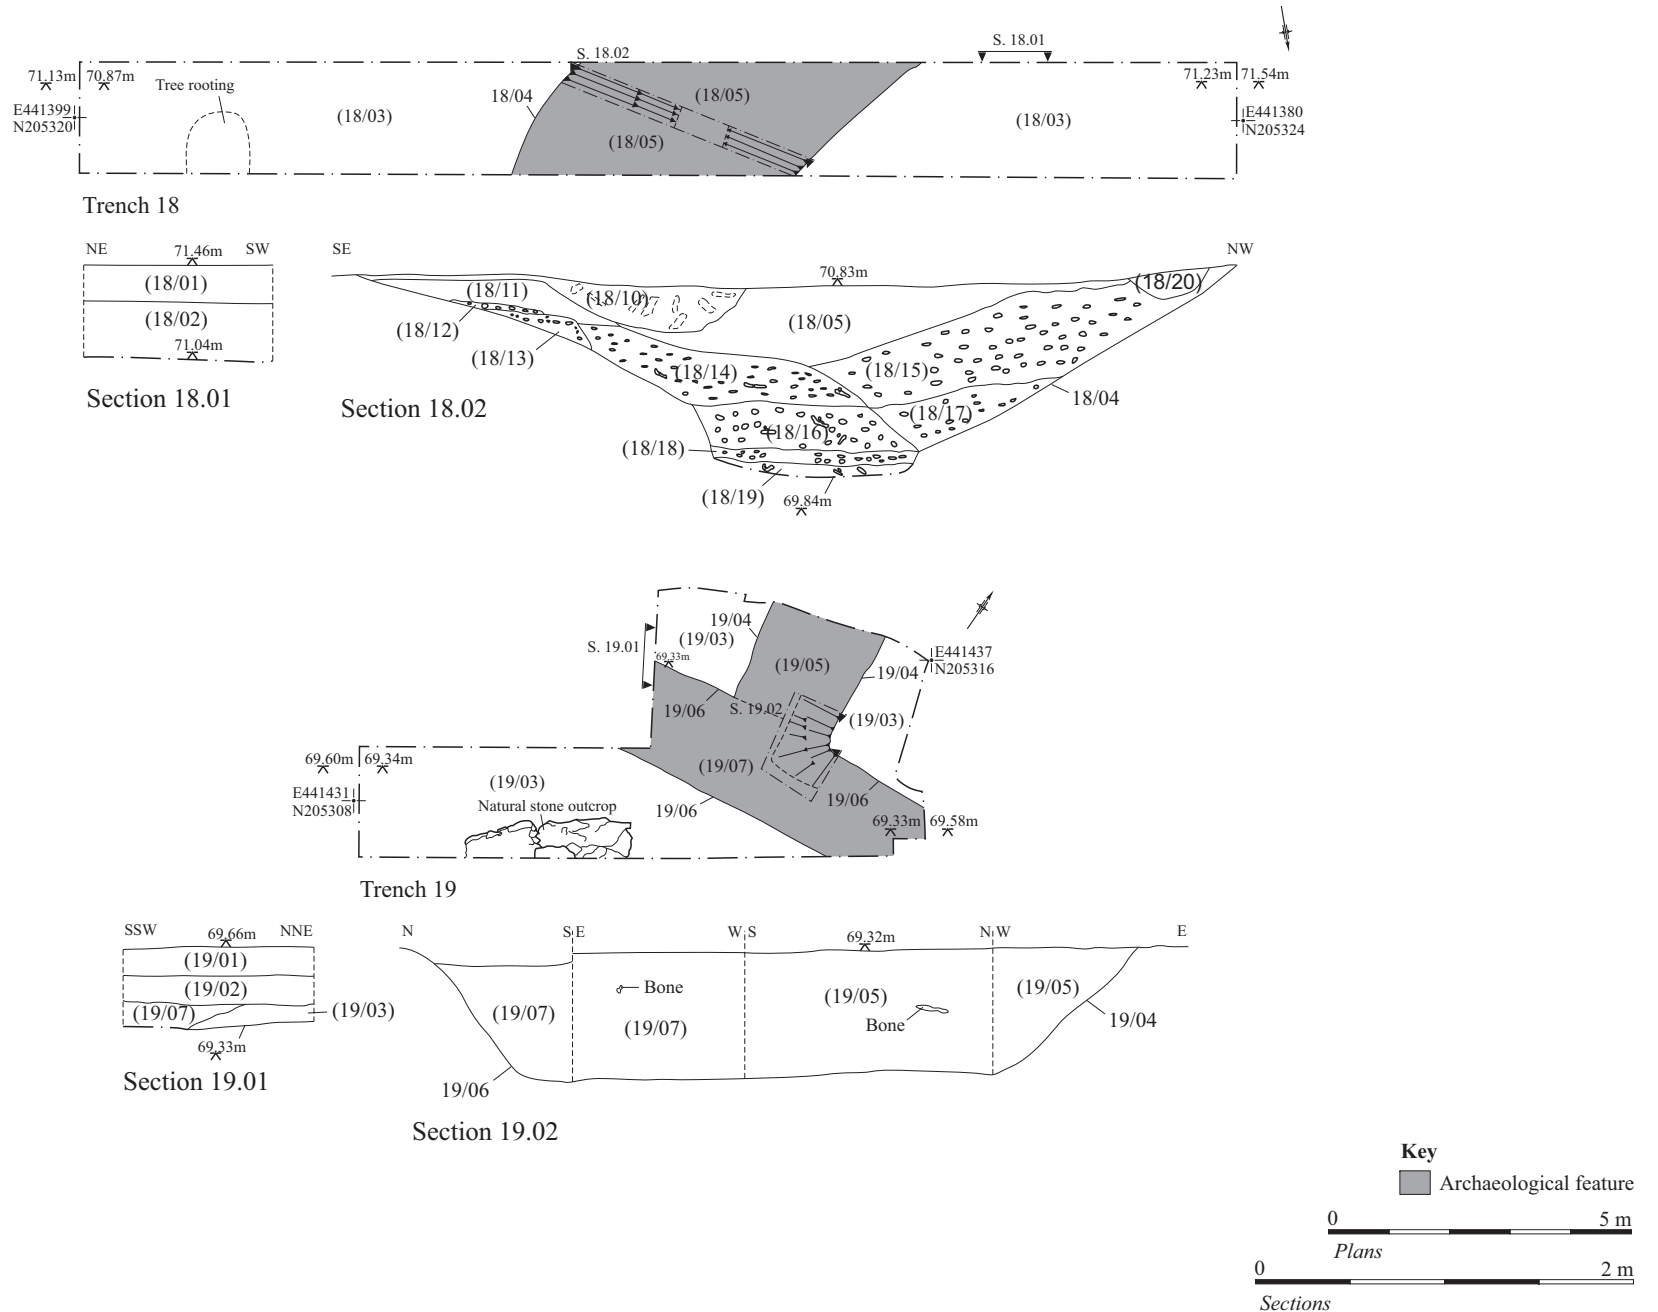 S. 18.02
S. 18.01
71.13m
70.87m
Tree rooting
18/04
(18/03)
(18/05)
(18/05)
(18/03)
71.23m
71.54m
E441399
N205320
E441380
N205324
Trench 18
NE
71.46m
SW
(18/01)
(18/02)
71.04m
Section 18.01
SE
NW
70.83m
(18/11)
(18/10)
(18/20)
(18/12)
(18/05)
(18/13)
(18/14)
(18/15)
18/04
(18/17)
(18/16)
(18/18)
(18/19)
69.84m
Section 18.02
19/04
(19/03)
S. 19.01
69.33m
(19/05)
E441437
N205316
19/04
19/06
S. 19.02
(19/03)
69.60m
69.34m
(19/07)
(19/03)
E441431
N205308
Natural stone outcrop
19/06
19/06
69.33m
69.58m
Trench 19
SSW
69.66m
NNE
(19/01)
(19/02)
(19/07)
(19/03)
69.33m
Section 19.01
N
S
E
W
S
69.32m
N
W
E
Bone
(19/07)
(19/07)
(19/05)
Bone
(19/05)
19/04
19/06
Section 19.02
Key
Archaeological feature
0
5 m
Plans
0
2 m
Sections